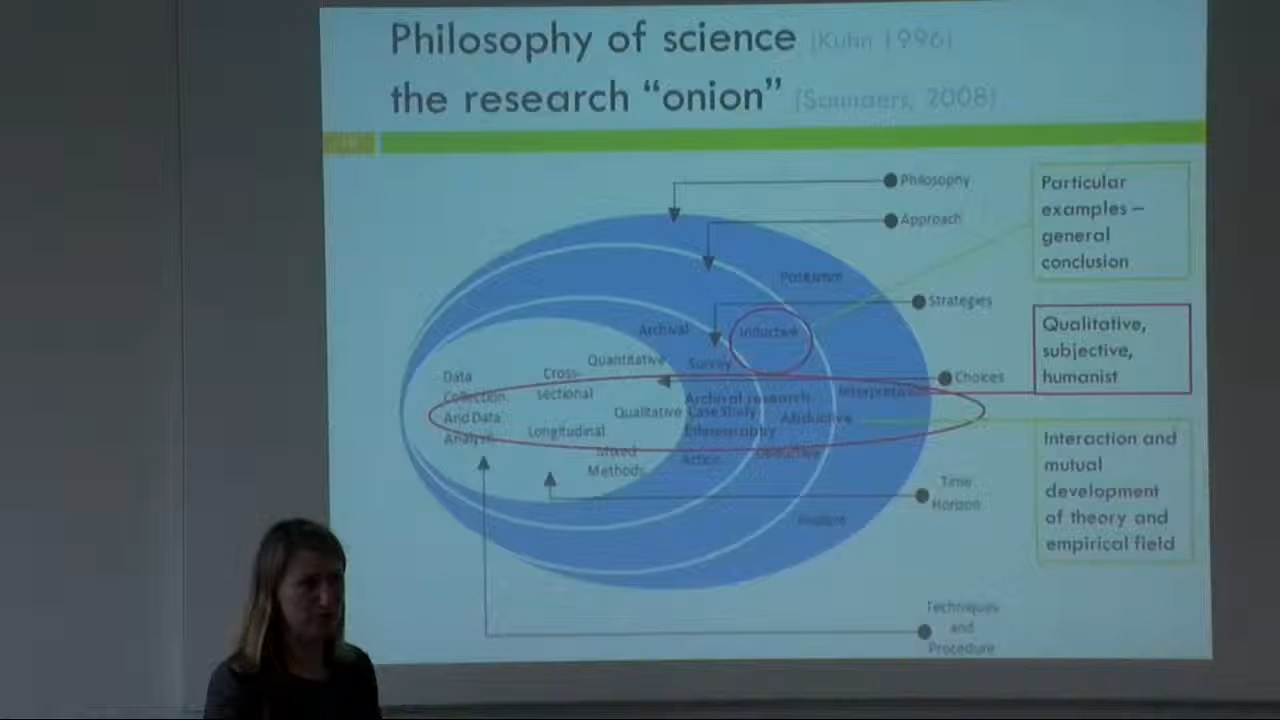 Philosophy of science (Kuhn 1996)
the research “onion” (Saunders, 2008)
Philosophy
Approach
Strategies
Choices
Time
Horizon
Techniques
and
Procedure
Positivism
Inductive
Archival
Survey
Quantitative
Cross-
sectional
Data
Collection
And Data
Analysis
Archival research
Interpretive
Qualitative
Case Study
Abductive
Longitudinal
Ethnography
Mixed
Methods
Action
Deductive
Realism
Particular
examples –
general
conclusion
Qualitative,
subjective,
humanist
Interaction and
mutual
development
of theory and
empirical field